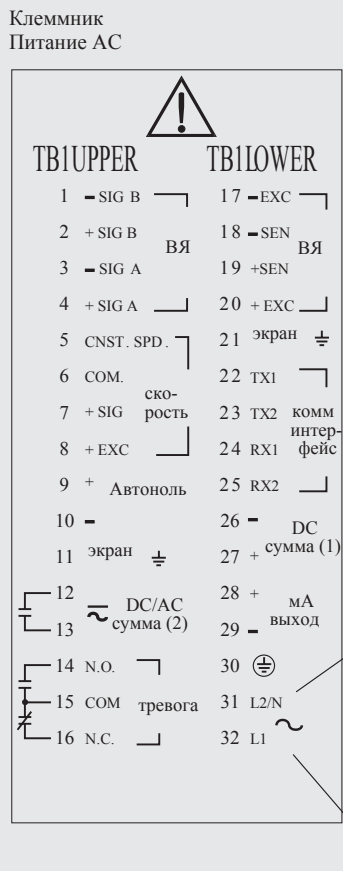 Клеммник
Питание AC
TB1UPPER
1 - SIG B
2 + SIG B
ВЯ
3 - SIG A
4 + SIG A
5 CNST. SPD.
6 COM.
ско-
7 + SIG рость
8 + EXC
9 + Автоноль
10 -
11 экран
12
DC/AC
13 сумма (2)
14 N.O.
15 COM тревога
16 N.C.
TB1LOWER
17 - EXC
18 - SEN
ВЯ
19 +SEN
20 + EXC
21 экран
22 TX1
23 TX2 комм
интер-
24 RX1 фейс
25 RX2
26 -
DC
27 + сумма (1)
28 +
мА
29 - выход
30
31 L2/N
32 L1